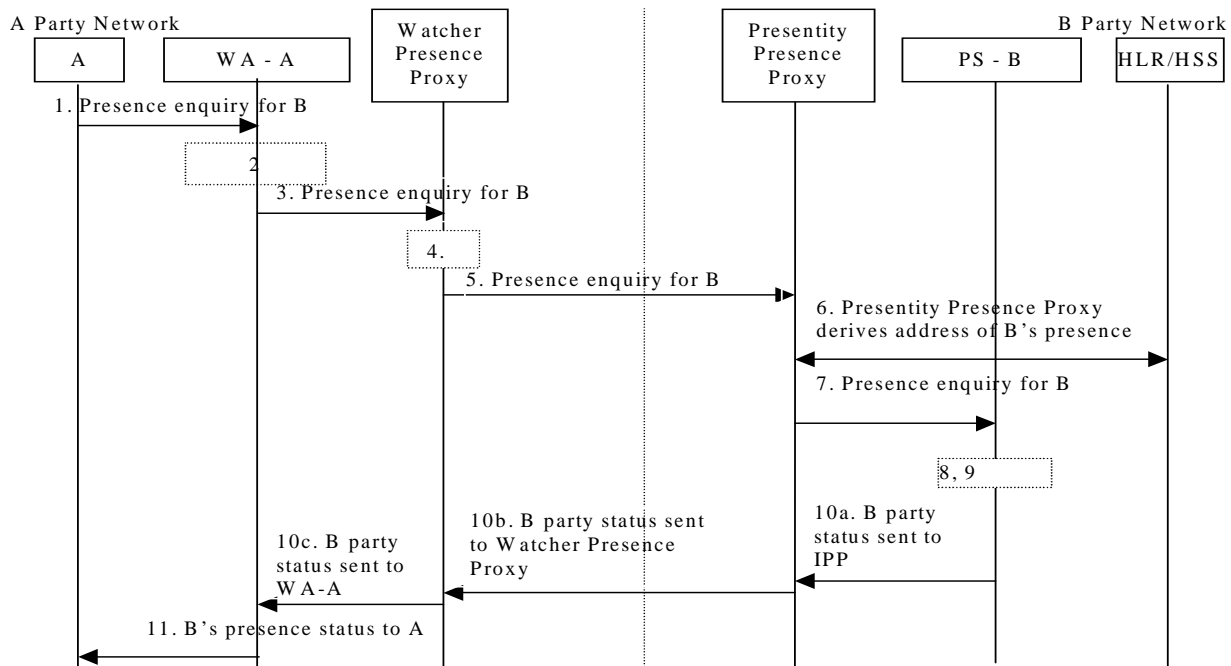 A Party Network
B Party Network
A
WA - A
Watcher
Presence
Proxy
Presentity
Presence
Proxy
PS - B
HLR/HSS
1. Presence enquiry for B
2
3. Presence enquiry for B
4.
5. Presence enquiry for B
6. Presentity Presence Proxy
derives address of B's presence
7. Presence enquiry for B
8, 9
10a. B party
status sent to
IPP
10b. B party status sent
to Watcher Presence
Proxy
10c. B party
status sent to
WA-A
11. B's presence status to A